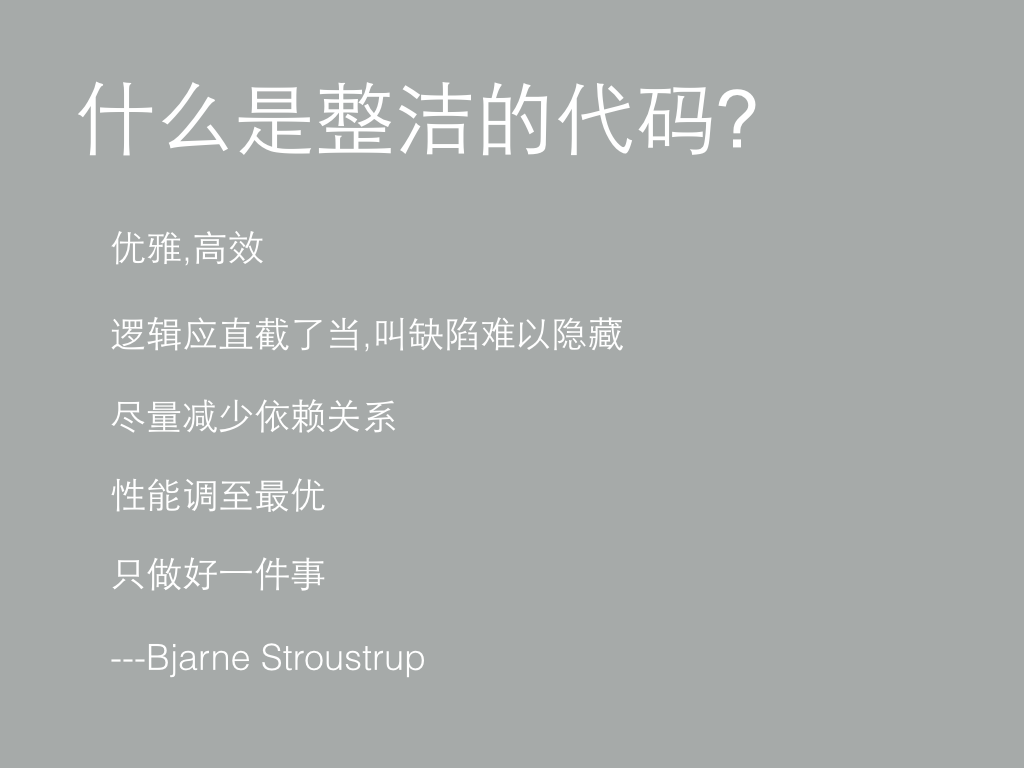 什么是整洁的代码?
优雅,高效
逻辑应直截了当,叫缺陷难以隐藏
尽量减少依赖关系
性能调至最优
只做好一件事
---Bjarne Stroustrup